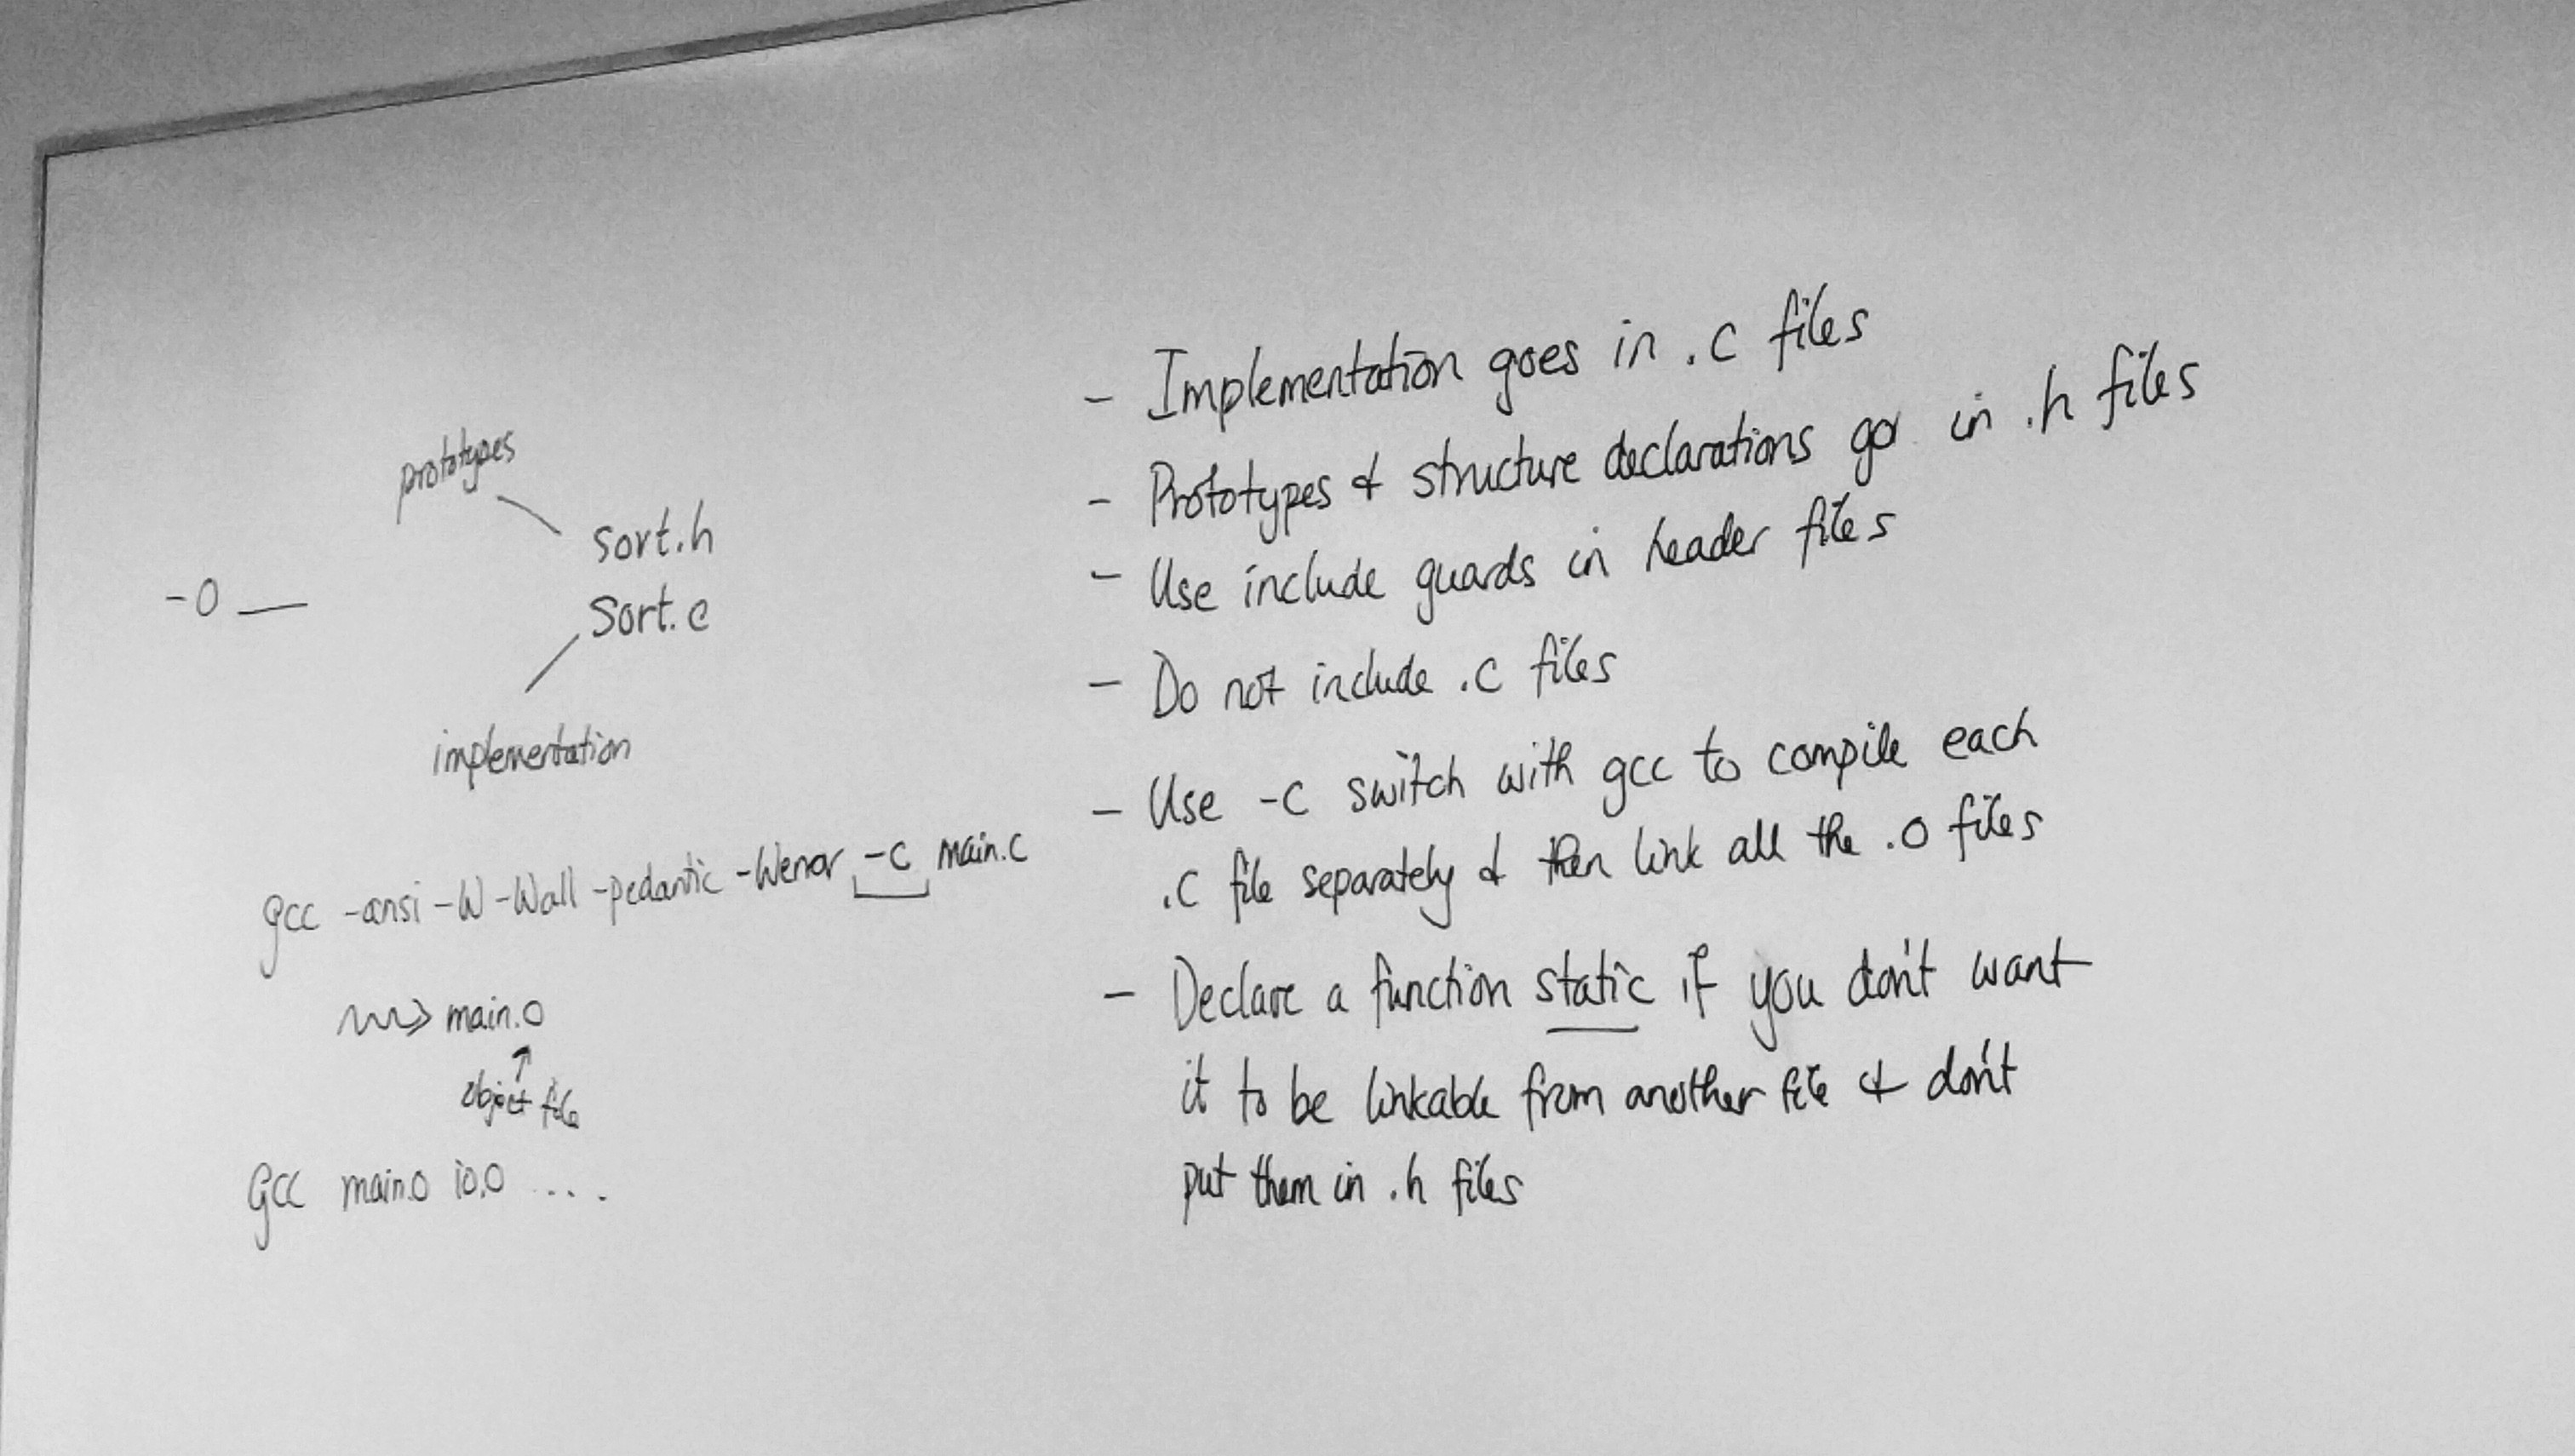 prototypes
sort.h
-o __
sort.c
implementation
gcc -ansi -W -Wall -pedantic -Werror -c main.c
main.o
object file
gcc main.o io.o ....
- Implementation goes in .c files
- Prototypes & structure declarations go in .h files
- Use include guards in header files
- Do not include .c files
- Use -c switch with gcc to compile each
.c file separately & then link all the .o files
- Declare a function static if you don't want
it to be linkable from another file & don't
put them in .h files